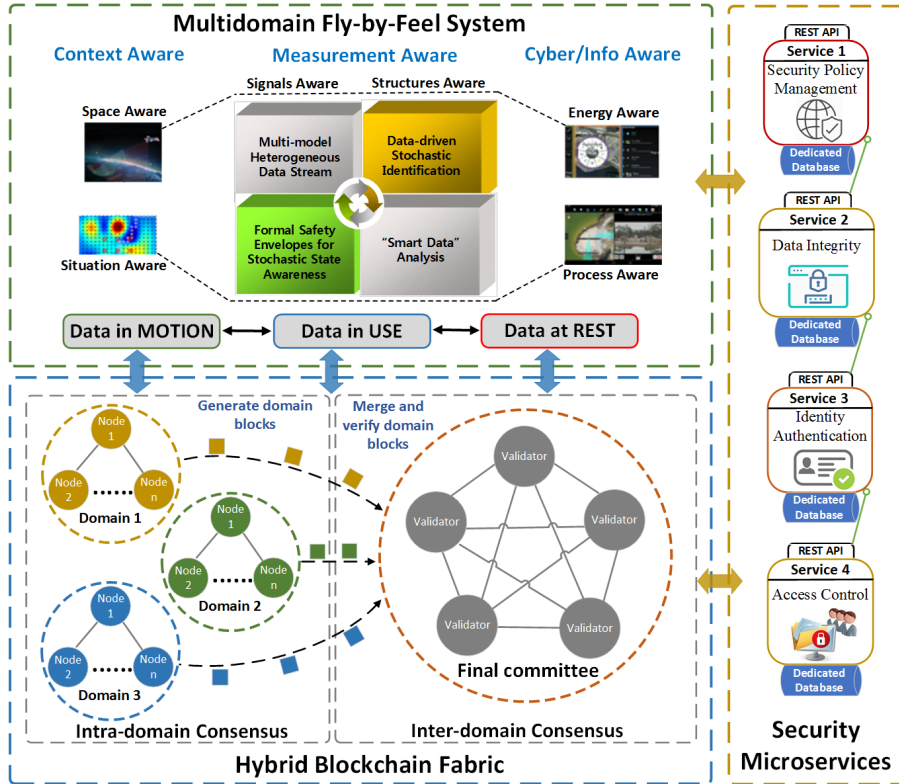 Multidomain Fly-by-Feel System
Context Aware
Measurement Aware
Cyber/Info Aware
Signals Aware
Structures Aware
Space Aware
Energy Aware
Multi-model
Heterogeneous
Data Stream
Data-driven
Stochastic
Identification
Formal Safety
Envelopes for
Stochastic State
Awareness
“Smart Data”
Analysis
Situation Aware
Process Aware
Data in MOTION
Data in USE
Data at REST
Generate domain
blocks
Merge and
verify domain
blocks
Node
1
Node
2
Node
n
Domain 1
Node
1
Node
2
Node
n
Domain 2
Node
1
Node
2
Node
n
Domain 3
Validator
Validator
Validator
Validator
Validator
Final committee
Intra-domain Consensus
Inter-domain Consensus
Hybrid Blockchain Fabric
REST API
Service 1
Security Policy
Management
Dedicated
Database
REST API
Service 2
Data Integrity
Dedicated
Database
REST API
Service 3
Identity
Authentication
Dedicated
Database
REST API
Service 4
Access Control
Dedicated
Database
Security
Microservices